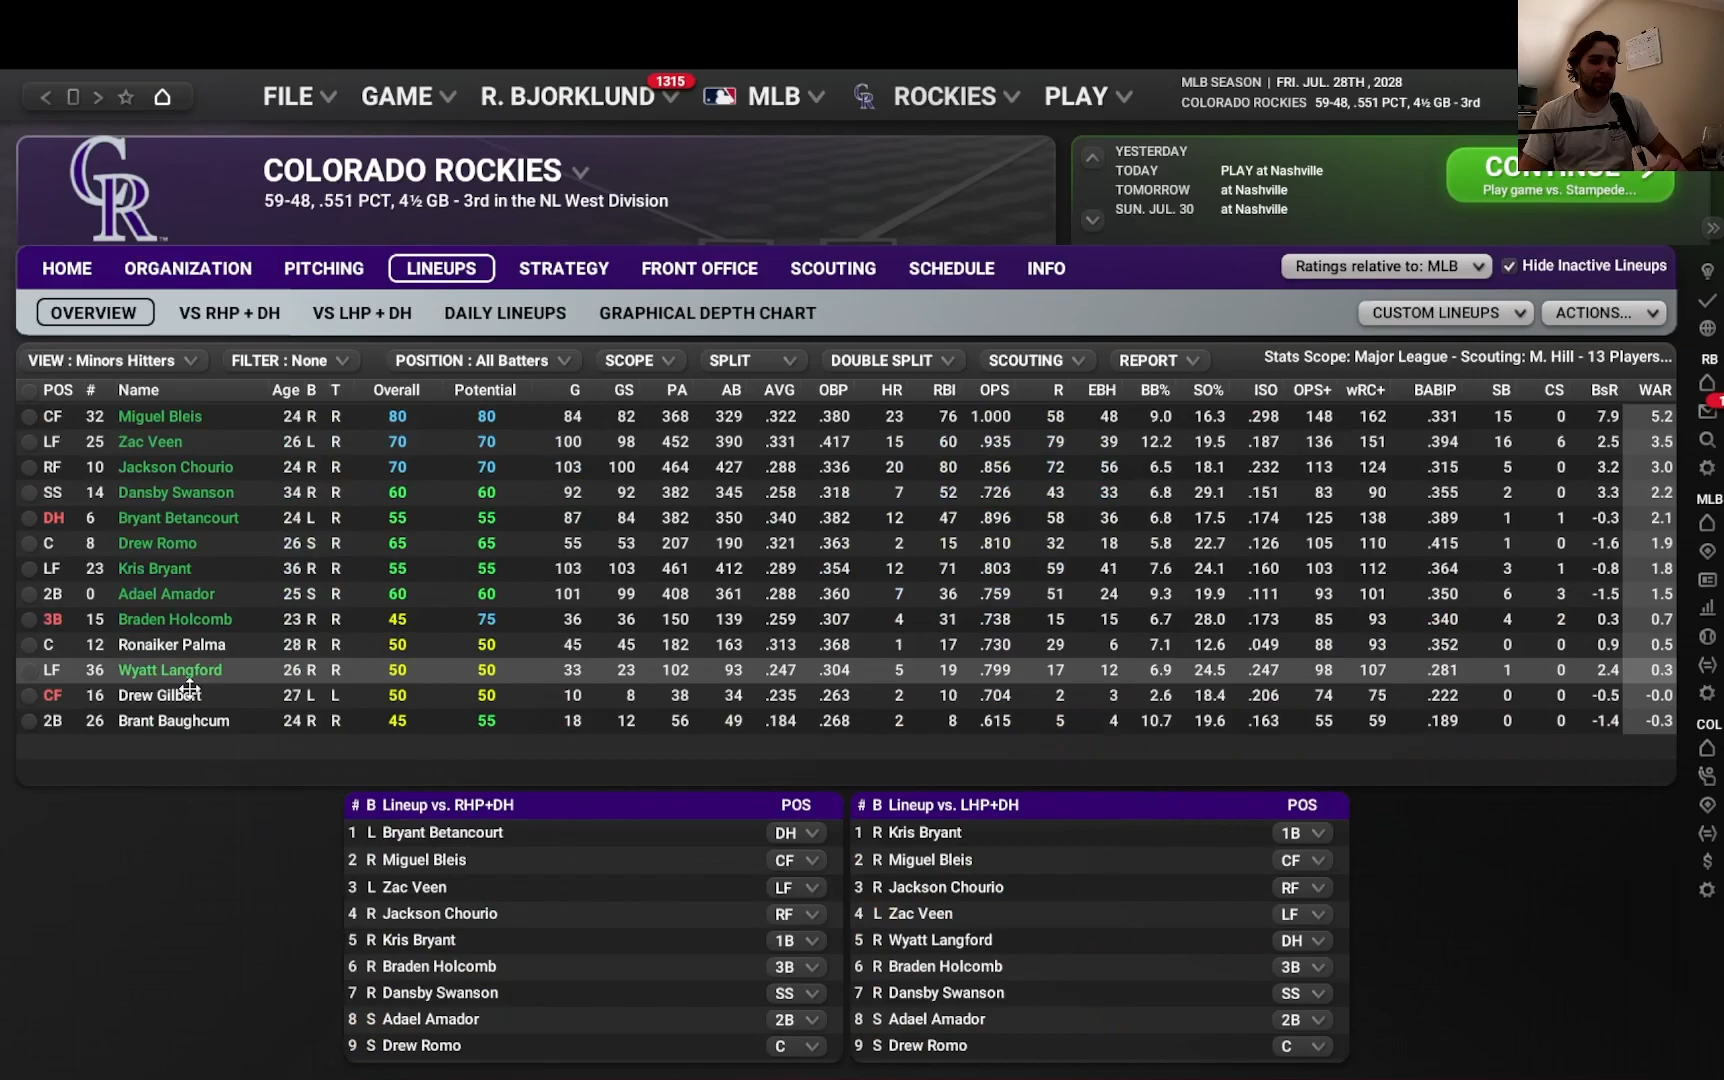 FILE GAME R. BJORKLUND 1315 MLB ROCKIES PLAY
MLB SEASON | FRI. JUL. 28TH, 2028
COLORADO ROCKIES 59-48, .551 PCT, 4½ GB - 3rd
COLORADO ROCKIES
59-48, .551 PCT, 4½ GB - 3rd in the NL West Division
YESTERDAY
TODAY PLAY at Nashville
TOMORROW at Nashville
SUN. JUL. 30 at Nashville
Play game vs. Stampede...
HOME ORGANIZATION PITCHING LINEUPS STRATEGY FRONT OFFICE SCOUTING SCHEDULE INFO Ratings relative to: MLB Hide Inactive Lineups
OVERVIEW VS RHP + DH VS LHP + DH DAILY LINEUPS GRAPHICAL DEPTH CHART CUSTOM LINEUPS ACTIONS...
VIEW : Minors Hitters FILTER : None POSITION : All Batters SCOPE SPLIT DOUBLE SPLIT SCOUTING REPORT Stats Scope: Major League - Scouting: M. Hill - 13 Players...
POS # Name Age B T Overall Potential G GS PA AB AVG OBP HR RBI OPS R EBH BB% SO% ISO OPS+ wRC+ BABIP SB CS BsR WAR
CF 32 Miguel Bleis 24 R R 80 80 84 82 368 329 .322 .380 23 76 1.000 58 48 9.0 16.3 .298 148 162 .331 15 0 7.9 5.2
LF 25 Zac Veen 26 L R 70 70 100 98 452 390 .331 .417 15 60 .935 79 39 12.2 19.5 .187 136 151 .394 16 6 2.5 3.5
RF 10 Jackson Chourio 24 R R 70 70 103 100 464 427 .288 .336 20 80 .856 72 56 6.5 18.1 .232 113 124 .315 5 0 3.2 3.0
SS 14 Dansby Swanson 34 R R 60 60 92 92 382 345 .258 .318 7 52 .726 43 33 6.8 29.1 .151 83 90 .355 2 0 3.3 2.2
DH 6 Bryant Betancourt 24 L R 55 55 87 84 382 350 .340 .382 12 47 .896 58 36 6.8 17.5 .174 125 138 .389 1 1 -0.3 2.1
C 8 Drew Romo 26 S R 65 65 55 53 207 190 .321 .363 2 15 .810 32 18 5.8 22.7 .126 105 110 .415 1 0 -1.6 1.9
LF 23 Kris Bryant 36 R R 55 55 103 103 461 412 .289 .354 12 71 .803 59 41 7.6 24.1 .160 103 112 .364 3 1 -0.8 1.8
2B 0 Adael Amador 25 S R 60 60 101 99 408 361 .288 .360 7 36 .759 51 24 9.3 19.9 .111 93 101 .350 6 3 -1.5 1.5
3B 15 Braden Holcomb 23 R R 45 75 36 36 150 139 .259 .307 4 31 .738 15 15 6.7 28.0 .173 85 93 .340 4 2 0.3 0.7
C 12 Ronaiker Palma 28 R R 50 50 45 45 182 163 .313 .368 1 17 .730 29 6 7.1 12.6 .049 88 93 .352 0 0 0.9 0.5
LF 36 Wyatt Langford 26 R R 50 50 33 23 102 93 .247 .304 5 19 .799 17 12 6.9 24.5 .247 98 107 .281 1 0 2.4 0.3
CF 16 Drew Gilbert 27 L L 50 50 10 8 38 34 .235 .263 2 10 .704 2 3 2.6 18.4 .206 74 75 .222 0 0 -0.5 -0.0
2B 26 Brant Baughcum 24 R R 45 55 18 12 56 49 .184 .268 2 8 .615 5 4 10.7 19.6 .163 55 59 .189 0 0 -1.4 -0.3
# B Lineup vs. RHP+DH POS
1 L Bryant Betancourt DH
2 R Miguel Bleis CF
3 L Zac Veen LF
4 R Jackson Chourio RF
5 R Kris Bryant 1B
6 R Braden Holcomb 3B
7 R Dansby Swanson SS
8 S Adael Amador 2B
9 S Drew Romo C
# B Lineup vs. LHP+DH POS
1 R Kris Bryant 1B
2 R Miguel Bleis CF
3 R Jackson Chourio RF
4 L Zac Veen LF
5 R Wyatt Langford DH
6 R Braden Holcomb 3B
7 R Dansby Swanson SS
8 S Adael Amador 2B
9 S Drew Romo C
RB
MLB
COL